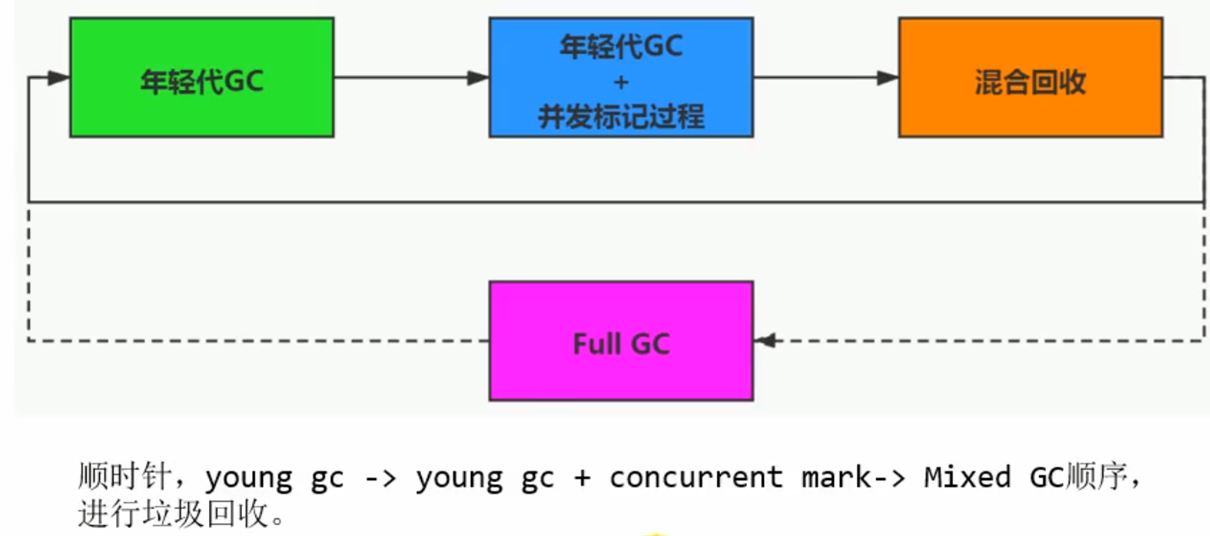 年轻代GC
年轻代GC
+
并发标记过程
混合回收
Full GC
顺时针，young gc -> young gc + concurrent mark-> Mixed GC顺序，
进行垃圾回收。